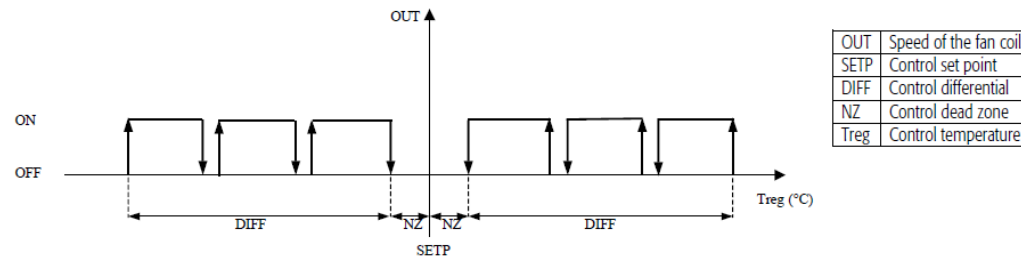 OUT
ON
OFF
DIFF
NZ
NZ
DIFF
Treg (°C)
SETP
OUT Speed of the fan coil
SETP Control set point
DIFF Control differential
NZ Control dead zone
Treg Control temperature